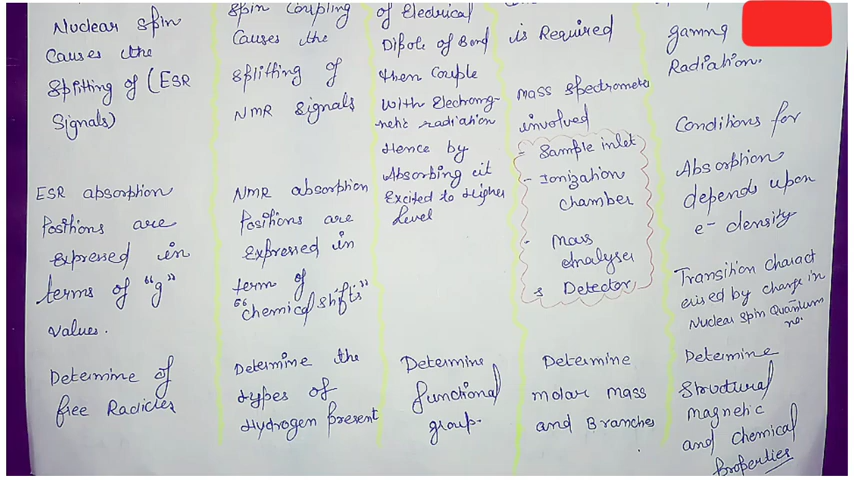 Nuclear Spin
Causes the
Splitting of (ESR
Signals)
ESR absorption
Positions are
Expressed in
terms of "g"
values.
Determine of
free Radicles
Spin Coupling
Causes the
splitting of
NMR signals
NMR absorption
Positions are
Expressed in
term of
"Chemical shifts"
Determine the
types of
Hydrogen present
of Electrical
Dipole of Bond
then Couple
With Electromag-
netic radiation
Hence by
Absorbing it
Excited to Higher
Level
Determine
functional
group.
is Required
Mass spectrometer
involved
- Sample inlet
- Ionization
chamber
- Mass
Analyser
& Detector
Determine
molar mass
and Branches
gamma
Radiation.
Conditions for
Absorption
depends upon
e- density
Transition Charact
erised by change in
Nuclear spin Quantum
no.
Determine
Structural
magnetic
and Chemical
Properties